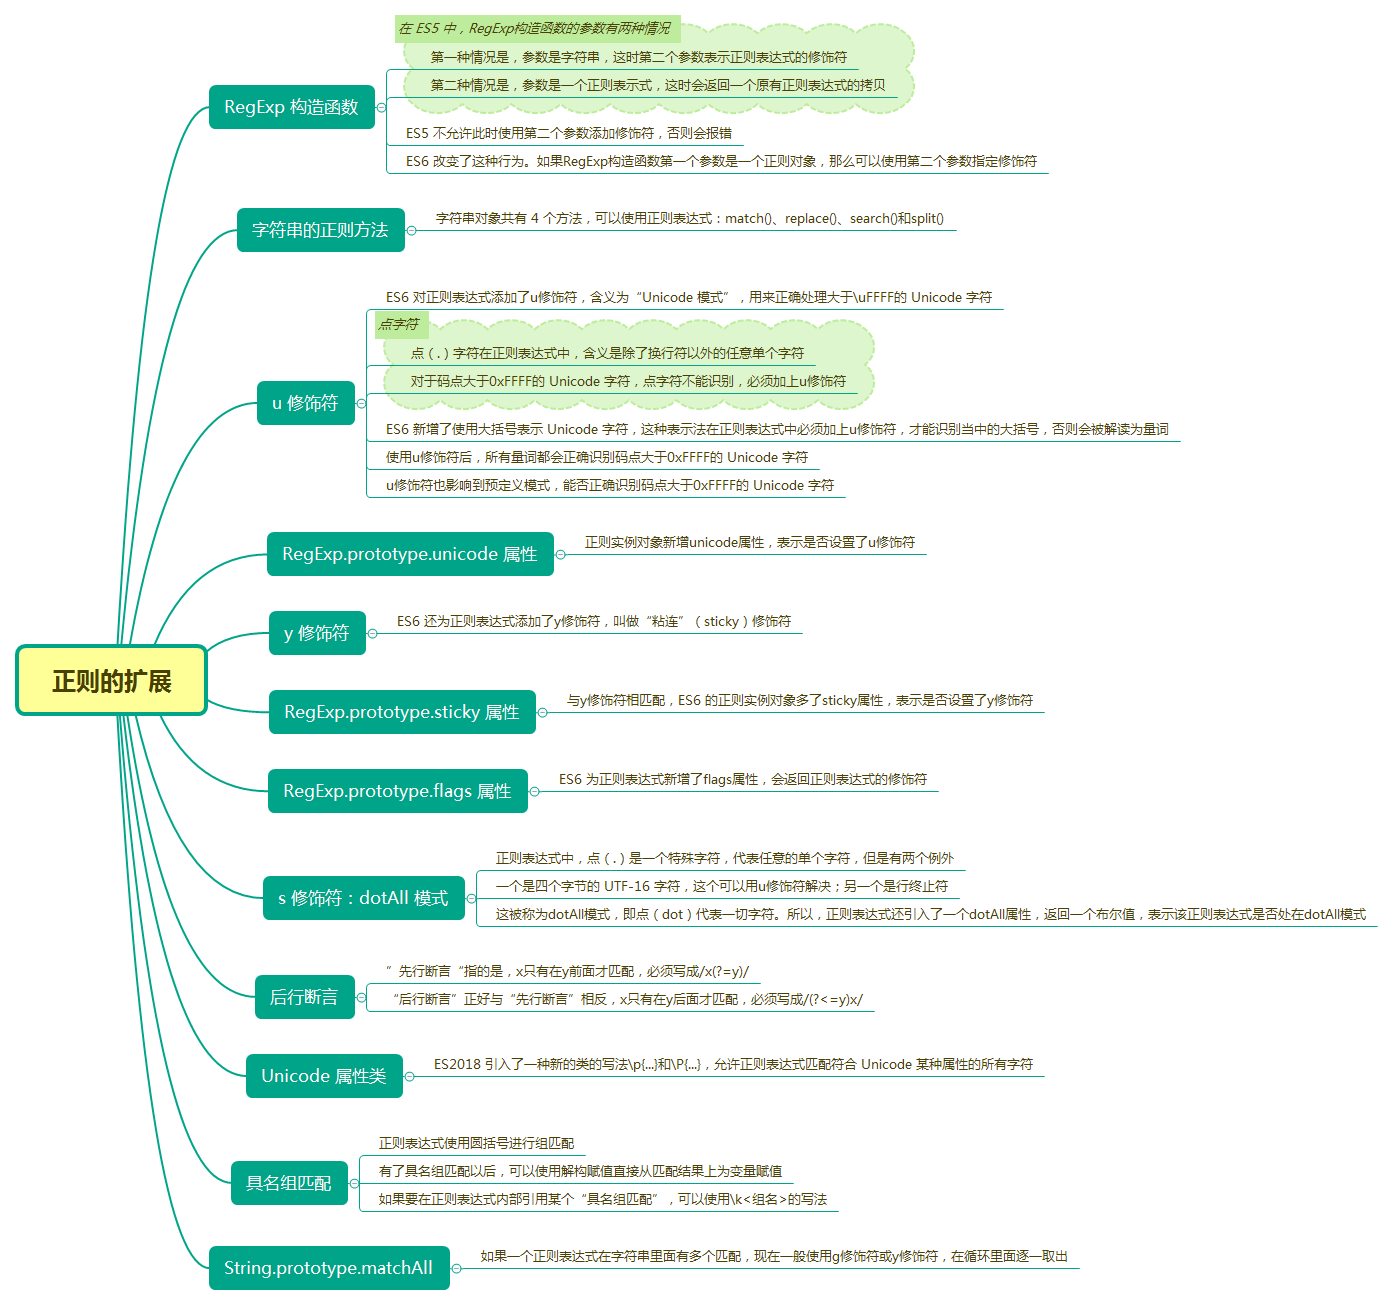 正则的扩展
RegExp 构造函数
在 ES5 中，RegExp构造函数的参数有两种情况
第一种情况是，参数是字符串，这时第二个参数表示正则表达式的修饰符
第二种情况是，参数是一个正则表示式，这时会返回一个原有正则表达式的拷贝
ES5 不允许此时使用第二个参数添加修饰符，否则会报错
ES6 改变了这种行为。如果RegExp构造函数第一个参数是一个正则对象，那么可以使用第二个参数指定修饰符
字符串的正则方法
字符串对象共有 4 个方法，可以使用正则表达式：match()、replace()、search()和split()
u 修饰符
ES6 对正则表达式添加了u修饰符，含义为“Unicode 模式”，用来正确处理大于\uFFFF的 Unicode 字符
点字符
点（.）字符在正则表达式中，含义是除了换行符以外的任意单个字符
对于码点大于0xFFFF的 Unicode 字符，点字符不能识别，必须加上u修饰符
ES6 新增了使用大括号表示 Unicode 字符，这种表示法在正则表达式中必须加上u修饰符，才能识别当中的大括号，否则会被解读为量词
使用u修饰符后，所有量词都会正确识别码点大于0xFFFF的 Unicode 字符
u修饰符也影响到预定义模式，能否正确识别码点大于0xFFFF的 Unicode 字符
RegExp.prototype.unicode 属性
正则实例对象新增unicode属性，表示是否设置了u修饰符
y 修饰符
ES6 还为正则表达式添加了y修饰符，叫做“粘连”（sticky）修饰符
RegExp.prototype.sticky 属性
与y修饰符相匹配，ES6 的正则实例对象多了sticky属性，表示是否设置了y修饰符
RegExp.prototype.flags 属性
ES6 为正则表达式新增了flags属性，会返回正则表达式的修饰符
s 修饰符：dotAll 模式
正则表达式中，点（.）是一个特殊字符，代表任意的单个字符，但是有两个例外
一个是四个字节的 UTF-16 字符，这个可以用u修饰符解决；另一个是行终止符
这被称为dotAll模式，即点（dot）代表一切字符。所以，正则表达式还引入了一个dotAll属性，返回一个布尔值，表示该正则表达式是否处在dotAll模式
后行断言
”先行断言“指的是，x只有在y前面才匹配，必须写成/x(?=y)/
“后行断言”正好与“先行断言”相反，x只有在y后面才匹配，必须写成/(?<=y)x/
Unicode 属性类
ES2018 引入了一种新的类的写法\p{...}和\P{...}，允许正则表达式匹配符合 Unicode 某种属性的所有字符
具名组匹配
正则表达式使用圆括号进行组匹配
有了具名组匹配以后，可以使用解构赋值直接从匹配结果上为变量赋值
如果要在正则表达式内部引用某个“具名组匹配”，可以使用\k<组名>的写法
String.prototype.matchAll
如果一个正则表达式在字符串里面有多个匹配，现在一般使用g修饰符或y修饰符，在循环里面逐一取出